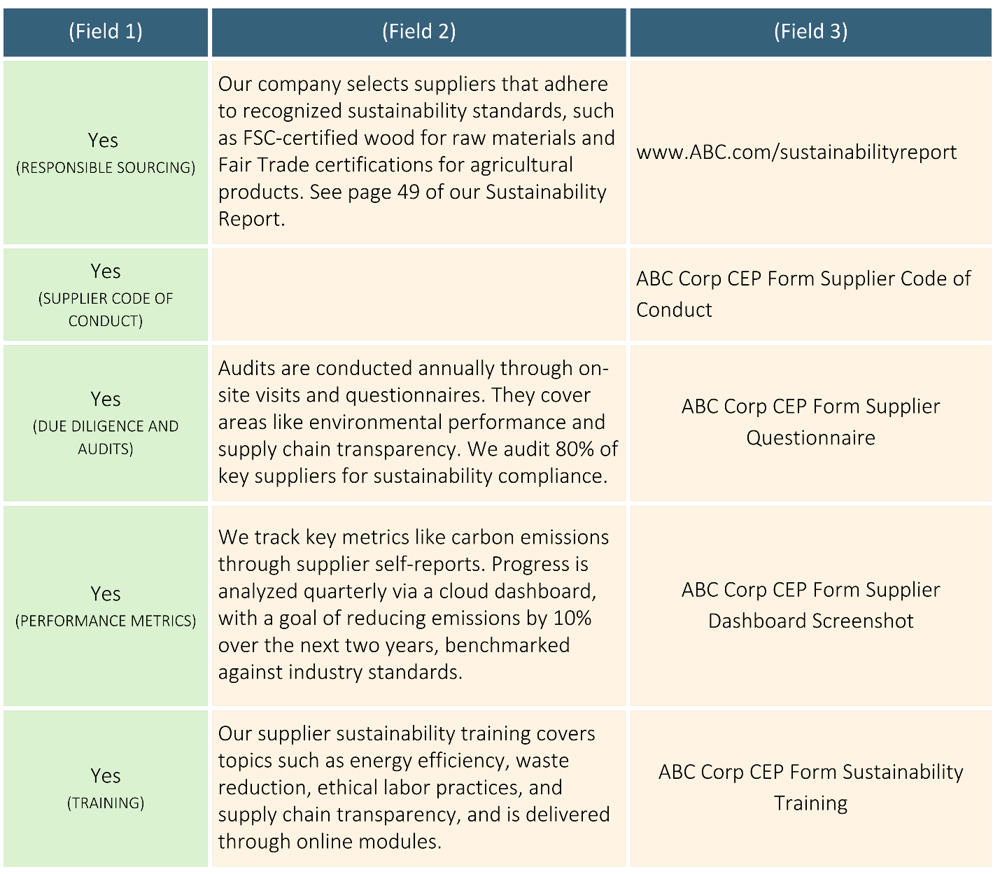 (Field 1)
(Field 2)
(Field 3)
Yes
(RESPONSIBLE SOURCING)
Our company selects suppliers that adhere
to recognized sustainability standards, such
as FSC-certified wood for raw materials and
Fair Trade certifications for agricultural
products. See page 49 of our Sustainability
Report.
www.ABC.com/sustainabilityreport
Yes
(SUPPLIER CODE OF
CONDUCT)
ABC Corp CEP Form Supplier Code of
Conduct
Yes
(DUE DILIGENCE AND
AUDITS)
Audits are conducted annually through on-
site visits and questionnaires. They cover
areas like environmental performance and
supply chain transparency. We audit 80% of
key suppliers for sustainability compliance.
ABC Corp CEP Form Supplier
Questionnaire
Yes
(PERFORMANCE METRICS)
We track key metrics like carbon emissions
through supplier self-reports. Progress is
analyzed quarterly via a cloud dashboard,
with a goal of reducing emissions by 10%
over the next two years, benchmarked
against industry standards.
ABC Corp CEP Form Supplier
Dashboard Screenshot
Yes
(TRAINING)
Our supplier sustainability training covers
topics such as energy efficiency, waste
reduction, ethical labor practices, and
supply chain transparency, and is delivered
through online modules.
ABC Corp CEP Form Sustainability
Training